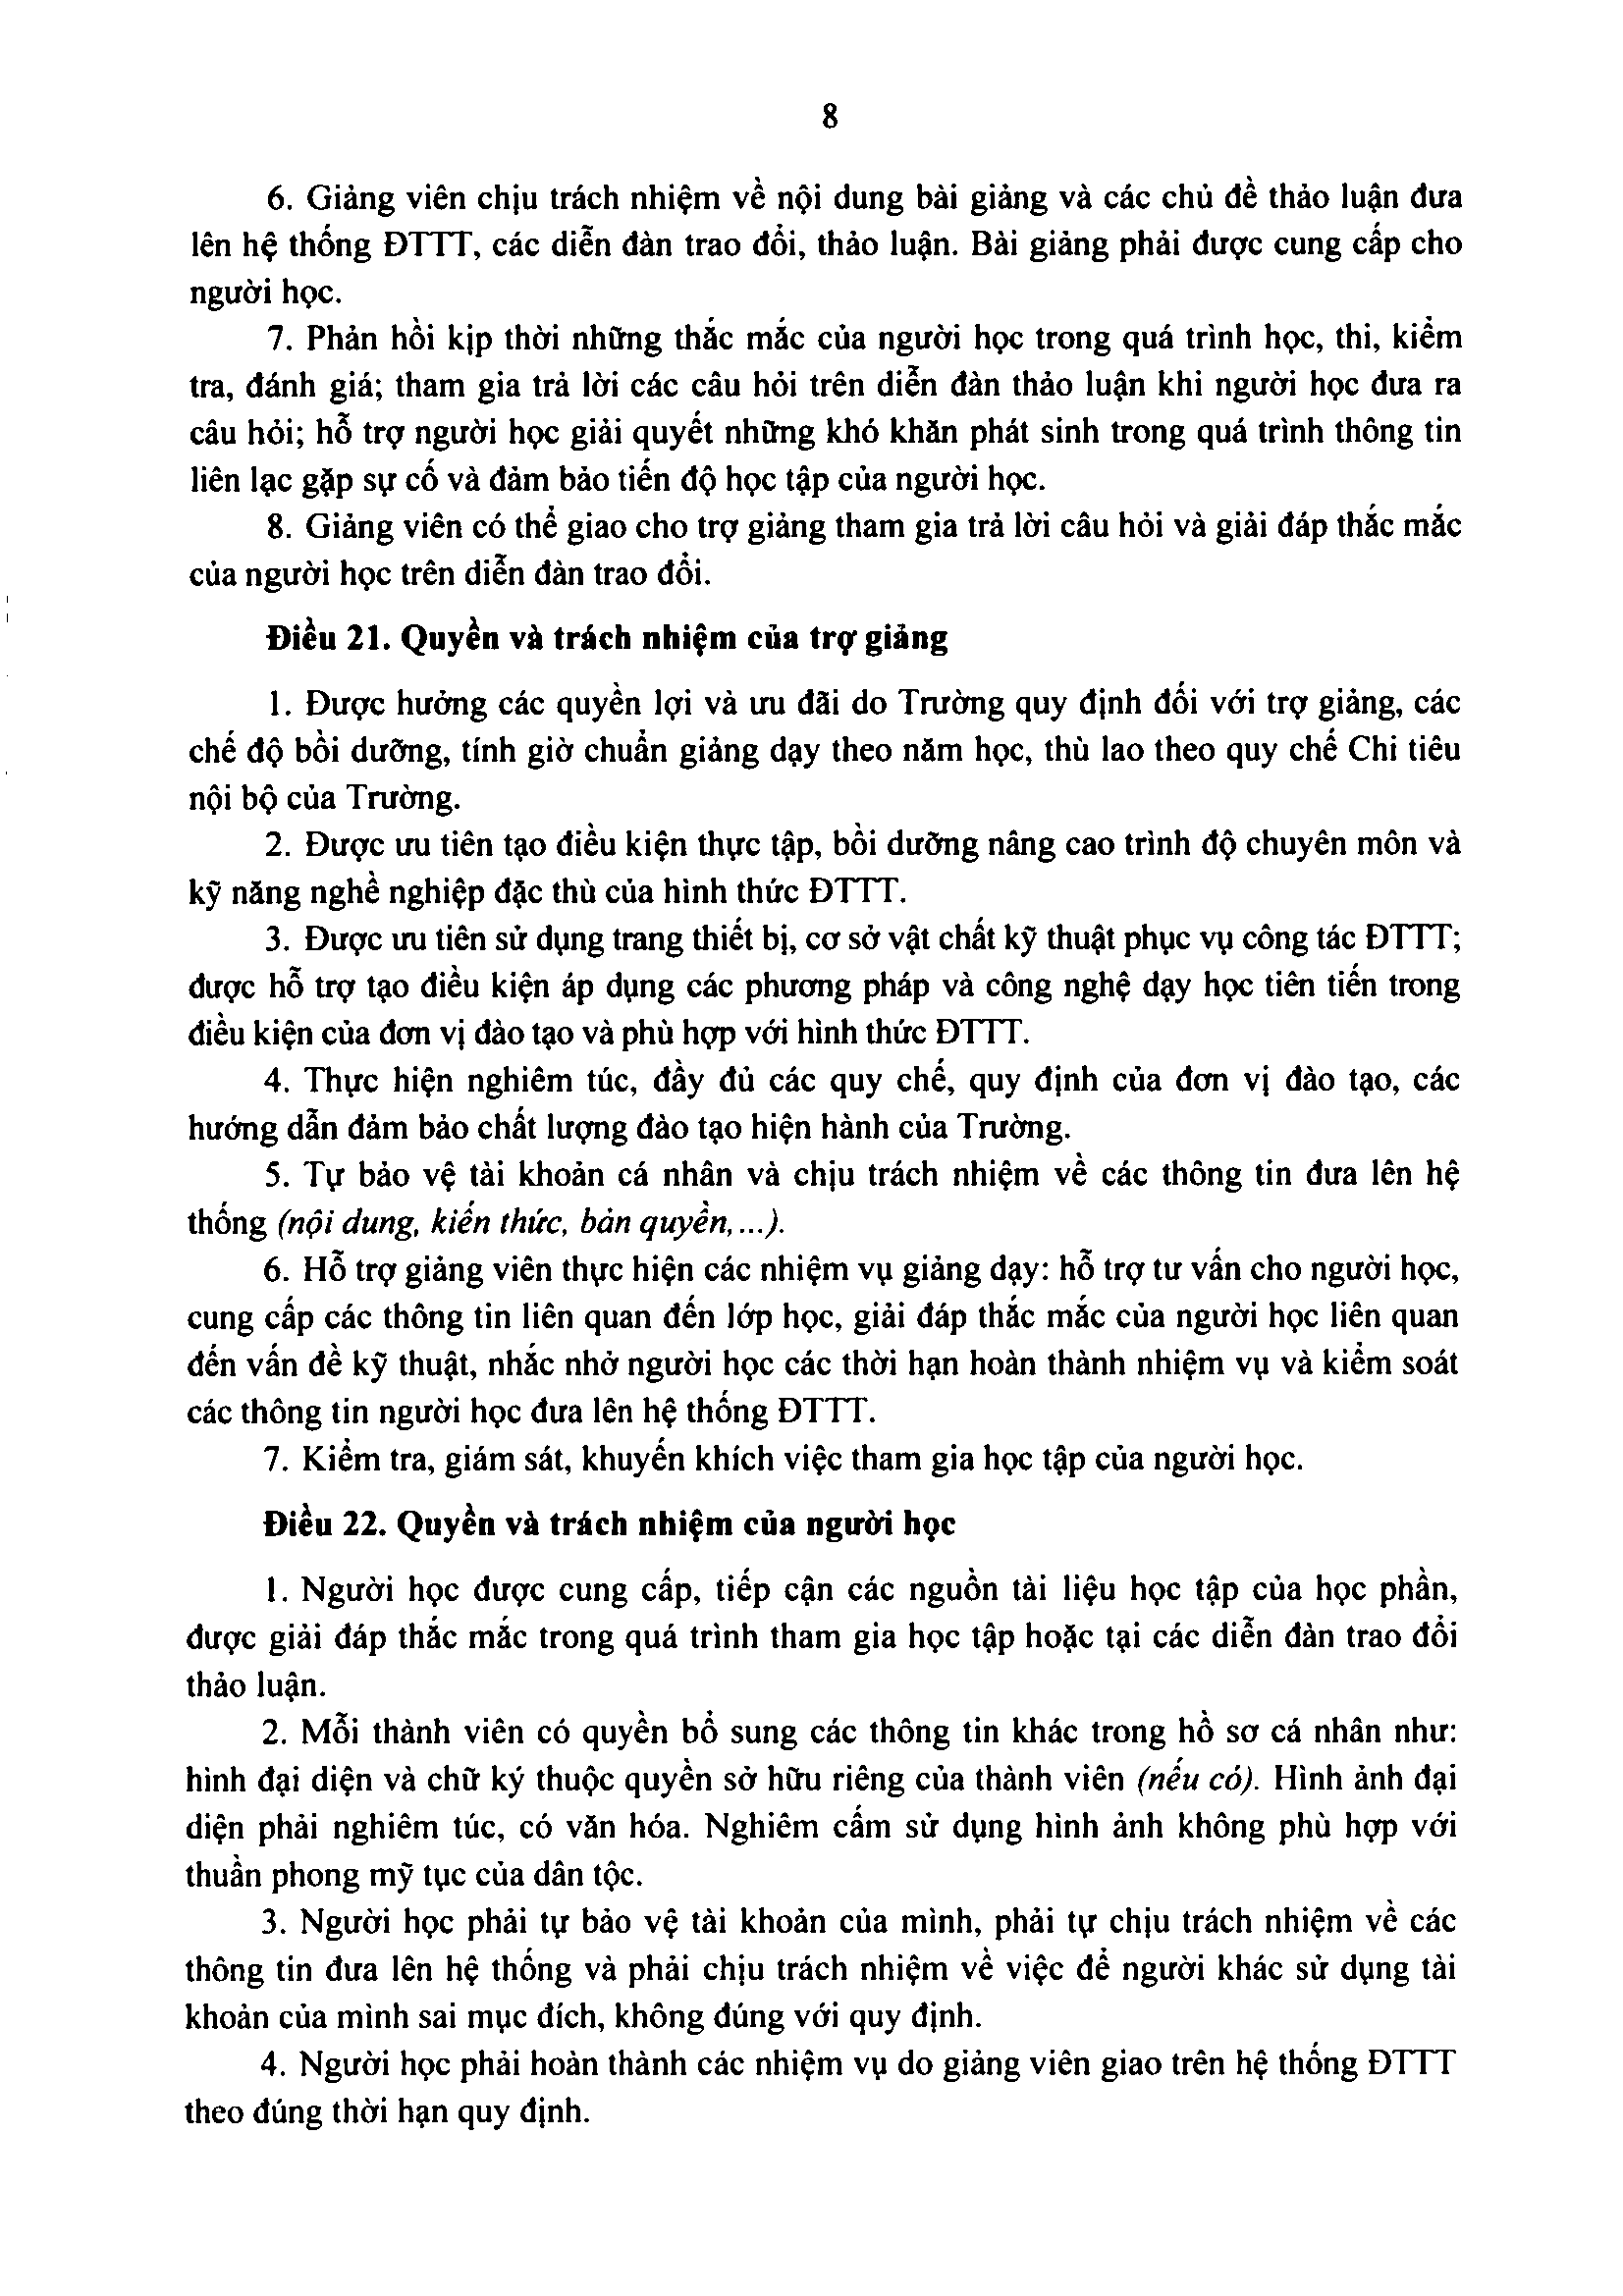 8
6. Giảng viên chịu trách nhiệm về nội dung bài giảng và các chủ đề thảo luận đưa
lên hệ thống ĐTTT, các diễn đàn trao đổi, thảo luận. Bài giảng phải được cung cấp cho
người học.
7. Phản hồi kịp thời những thắc mắc của người học trong quá trình học, thi, kiểm
tra, đánh giá; tham gia trả lời các câu hỏi trên diễn đàn thảo luận khi người học đưa ra
câu hỏi; hỗ trợ người học giải quyết những khó khăn phát sinh trong quá trình thông tin
liên lạc gặp sự cố và đảm bảo tiến độ học tập của người học.
8. Giảng viên có thể giao cho trợ giảng tham gia trả lời câu hỏi và giải đáp thắc mắc
của người học trên diễn đàn trao đổi.
Điều 21. Quyền và trách nhiệm của trợ giảng
1. Được hưởng các quyền lợi và ưu đãi do Trường quy định đối với trợ giảng, các
chế độ bồi dưỡng, tính giờ chuẩn giảng dạy theo năm học, thù lao theo quy chế Chi tiêu
nội bộ của Trường.
2. Được ưu tiên tạo điều kiện thực tập, bồi dưỡng nâng cao trình độ chuyên môn và
kỹ năng nghề nghiệp đặc thù của hình thức ĐTTT.
3. Được ưu tiên sử dụng trang thiết bị, cơ sở vật chất kỹ thuật phục vụ công tác ĐTTT;
được hỗ trợ tạo điều kiện áp dụng các phương pháp và công nghệ dạy học tiên tiến trong
điều kiện của đơn vị đào tạo và phù hợp với hình thức ĐTTT.
4. Thực hiện nghiêm túc, đầy đủ các quy chế, quy định của đơn vị đào tạo, các
hướng dẫn đảm bảo chất lượng đào tạo hiện hành của Trường.
5. Tự bảo vệ tài khoản cá nhân và chịu trách nhiệm về các thông tin đưa lên hệ
thống (nội dung, kiến thức, bản quyền,...).
6. Hỗ trợ giảng viên thực hiện các nhiệm vụ giảng dạy: hỗ trợ tư vấn cho người học,
cung cấp các thông tin liên quan đến lớp học, giải đáp thắc mắc của người học liên quan
đến vấn đề kỹ thuật, nhắc nhở người học các thời hạn hoàn thành nhiệm vụ và kiểm soát
các thông tin người học đưa lên hệ thống ĐTTT.
7. Kiểm tra, giám sát, khuyến khích việc tham gia học tập của người học.
Điều 22. Quyền và trách nhiệm của người học
1. Người học được cung cấp, tiếp cận các nguồn tài liệu học tập của học phần,
được giải đáp thắc mắc trong quá trình tham gia học tập hoặc tại các diễn đàn trao đổi
thảo luận.
2. Mỗi thành viên có quyền bổ sung các thông tin khác trong hồ sơ cá nhân như:
hình đại diện và chữ ký thuộc quyền sở hữu riêng của thành viên (nếu có). Hình ảnh đại
diện phải nghiêm túc, có văn hóa. Nghiêm cấm sử dụng hình ảnh không phù hợp với
thuần phong mỹ tục của dân tộc.
3. Người học phải tự bảo vệ tài khoản của mình, phải tự chịu trách nhiệm về các
thông tin đưa lên hệ thống và phải chịu trách nhiệm về việc để người khác sử dụng tài
khoản của mình sai mục đích, không đúng với quy định.
4. Người học phải hoàn thành các nhiệm vụ do giảng viên giao trên hệ thống ĐTTT
theo đúng thời hạn quy định.